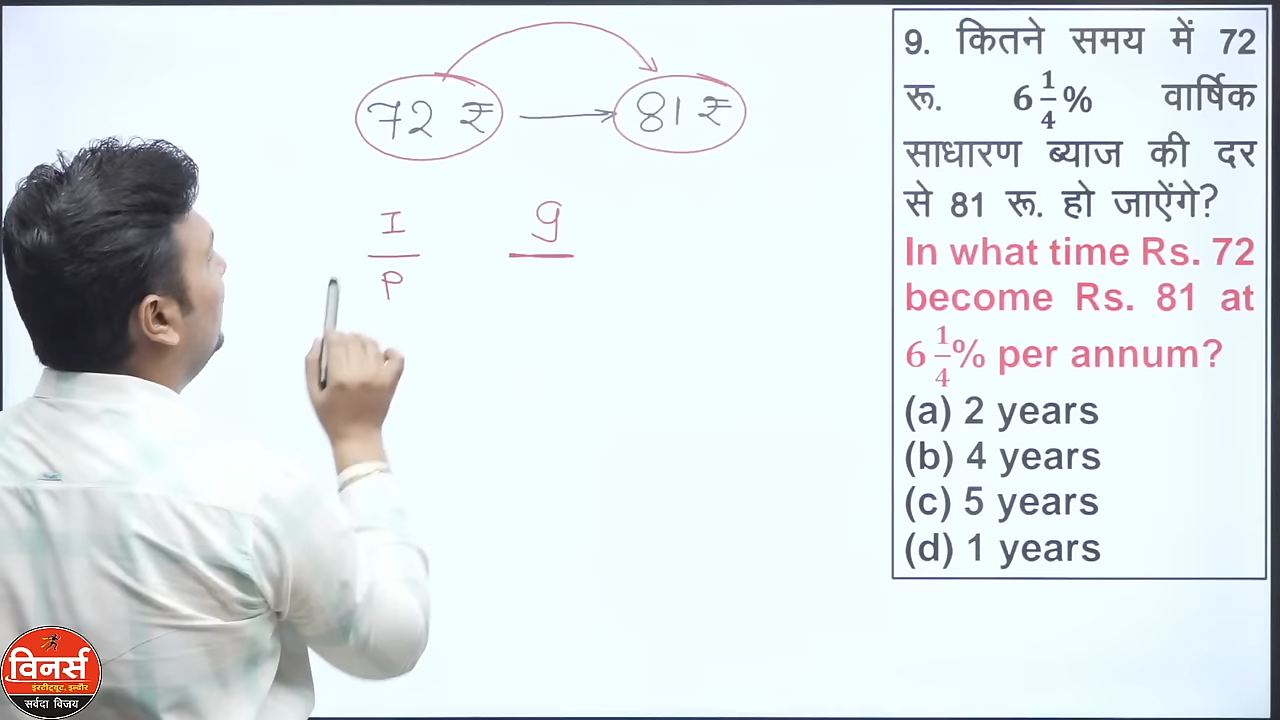 72 ₹ 81 ₹
I 9
P
9. कितने समय में 72
रू. 6 1/4 % वार्षिक
साधारण ब्याज की दर
से 81 रू. हो जाऐंगे?
In what time Rs. 72
become Rs. 81 at
6 1/4 % per annum?
(a) 2 years
(b) 4 years
(c) 5 years
(d) 1 years
विनर्स
इंस्टीट्यूट, इन्दौर
सर्वदा विजय